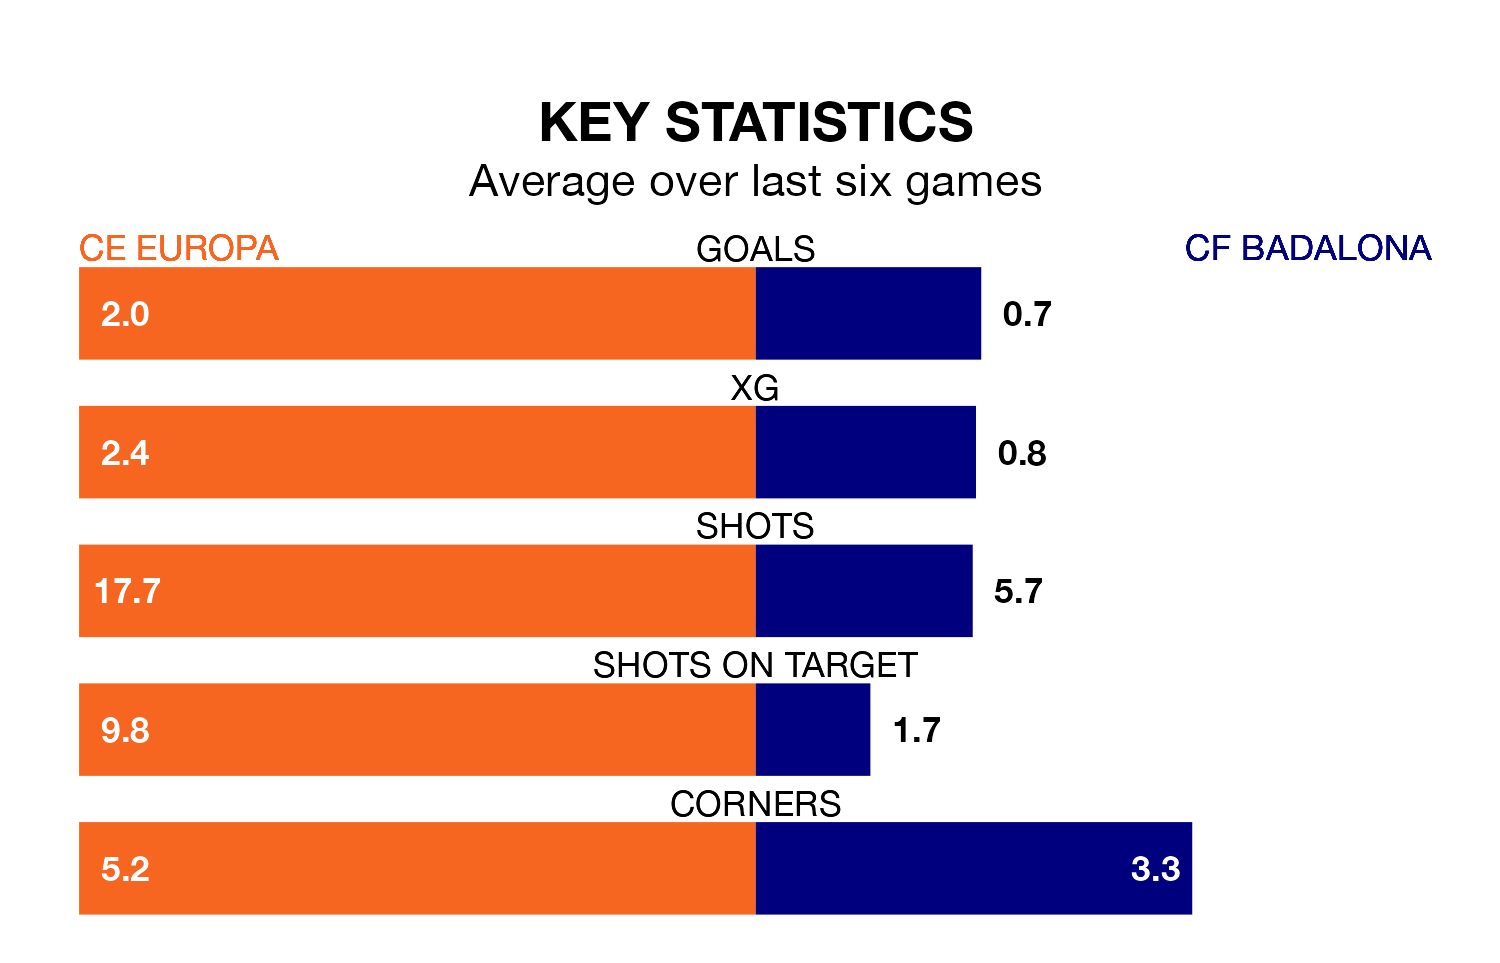 KEY STATISTICS
Average over last six games
CE EUROPA GOALS CF BADALONA
2.0 0.7
XG
2.4 0.8
SHOTS
17.7 5.7
SHOTS ON TARGET
9.8 1.7
CORNERS
5.2 3.3